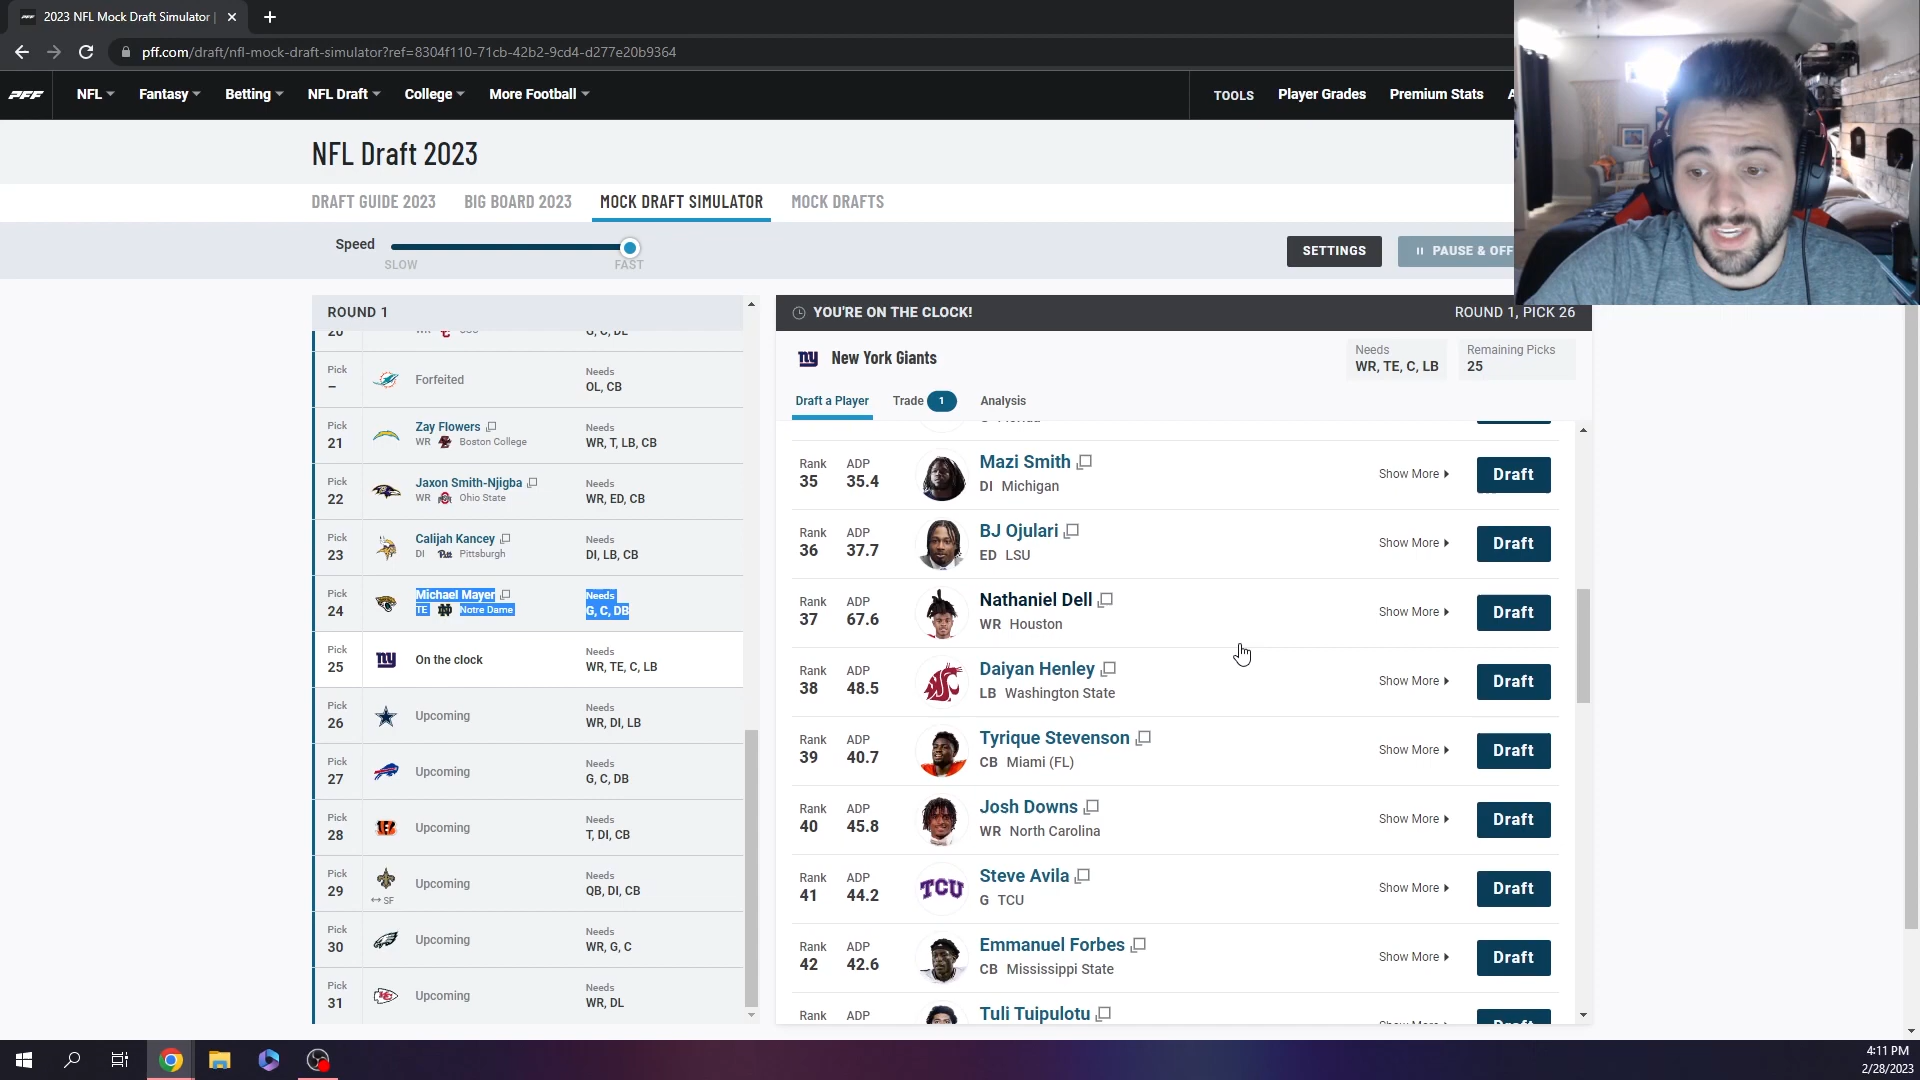 2023 NFL Mock Draft Simulator |
pff.com/draft/nfl-mock-draft-simulator?ref=8304f110-71cb-42b2-9cd4-d277e20b9364
PFF NFL Fantasy Betting NFL Draft College More Football TOOLS Player Grades Premium Stats A
NFL Draft 2023
DRAFT GUIDE 2023 BIG BOARD 2023 MOCK DRAFT SIMULATOR MOCK DRAFTS
Speed
SLOW FAST
SETTINGS PAUSE & OFF
ROUND 1
20 WR USC G, C, DL
Pick
– Forfeited Needs
OL, CB
Pick
21 Zay Flowers
WR Boston College Needs
WR, T, LB, CB
Pick
22 Jaxon Smith-Njigba
WR Ohio State Needs
WR, ED, CB
Pick
23 Calijah Kancey
DI Pitt Pittsburgh Needs
DI, LB, CB
Pick
24 Michael Mayer
TE Notre Dame Needs
G, C, DB
Pick
25 ny On the clock Needs
WR, TE, C, LB
Pick
26 Upcoming Needs
WR, DI, LB
Pick
27 Upcoming Needs
G, C, DB
Pick
28 Upcoming Needs
T, DI, CB
Pick
29 Upcoming Needs
QB, DI, CB
↔ SF
Pick
30 Upcoming Needs
WR, G, C
Pick
31 Upcoming Needs
WR, DL
YOU'RE ON THE CLOCK! ROUND 1, PICK 26
ny New York Giants
Needs
WR, TE, C, LB
Remaining Picks
25
Draft a Player Trade 1 Analysis
Rank
35 ADP
35.4 Mazi Smith
DI Michigan Show More Draft
Rank
36 ADP
37.7 BJ Ojulari
ED LSU Show More Draft
Rank
37 ADP
67.6 Nathaniel Dell
WR Houston Show More Draft
Rank
38 ADP
48.5 Daiyan Henley
LB Washington State Show More Draft
Rank
39 ADP
40.7 Tyrique Stevenson
CB Miami (FL) Show More Draft
Rank
40 ADP
45.8 Josh Downs
WR North Carolina Show More Draft
Rank
41 ADP
44.2 TCU Steve Avila
G TCU Show More Draft
Rank
42 ADP
42.6 Emmanuel Forbes
CB Mississippi State Show More Draft
Rank ADP Tuli Tuipulotu Show More Draft
4:11 PM
2/28/2023